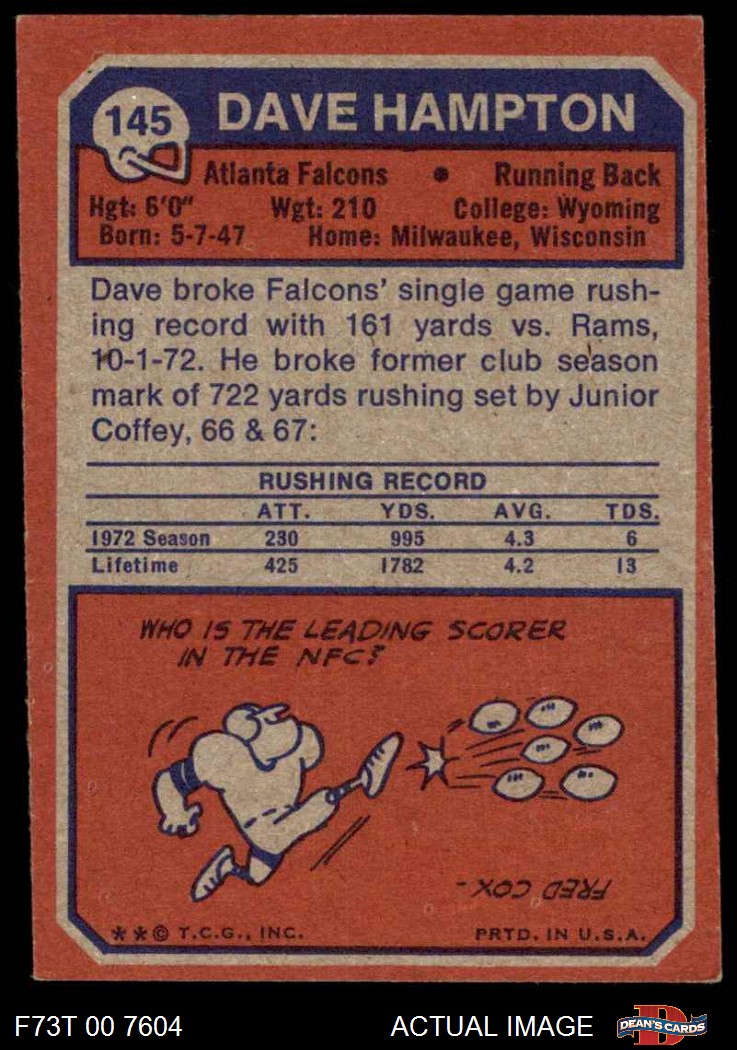 145
DAVE HAMPTON
Atlanta Falcons • Running Back
Hgt: 6'0" Wgt: 210 College: Wyoming
Born: 5-7-47 Home: Milwaukee, Wisconsin
Dave broke Falcons' single game rush-
ing record with 161 yards vs. Rams,
10-1-72. He broke former club season
mark of 722 yards rushing set by Junior
Coffey, 66 & 67:
RUSHING RECORD
ATT. YDS. AVG. TDS.
1972 Season 230 995 4.3 6
Lifetime 425 1782 4.2 13
WHO IS THE LEADING SCORER
IN THE NFC?
FRED COX -
**© T.C.G., INC. PRTD. IN U.S.A.
F73T 00 7604 ACTUAL IMAGE D DEAN'S CARDS